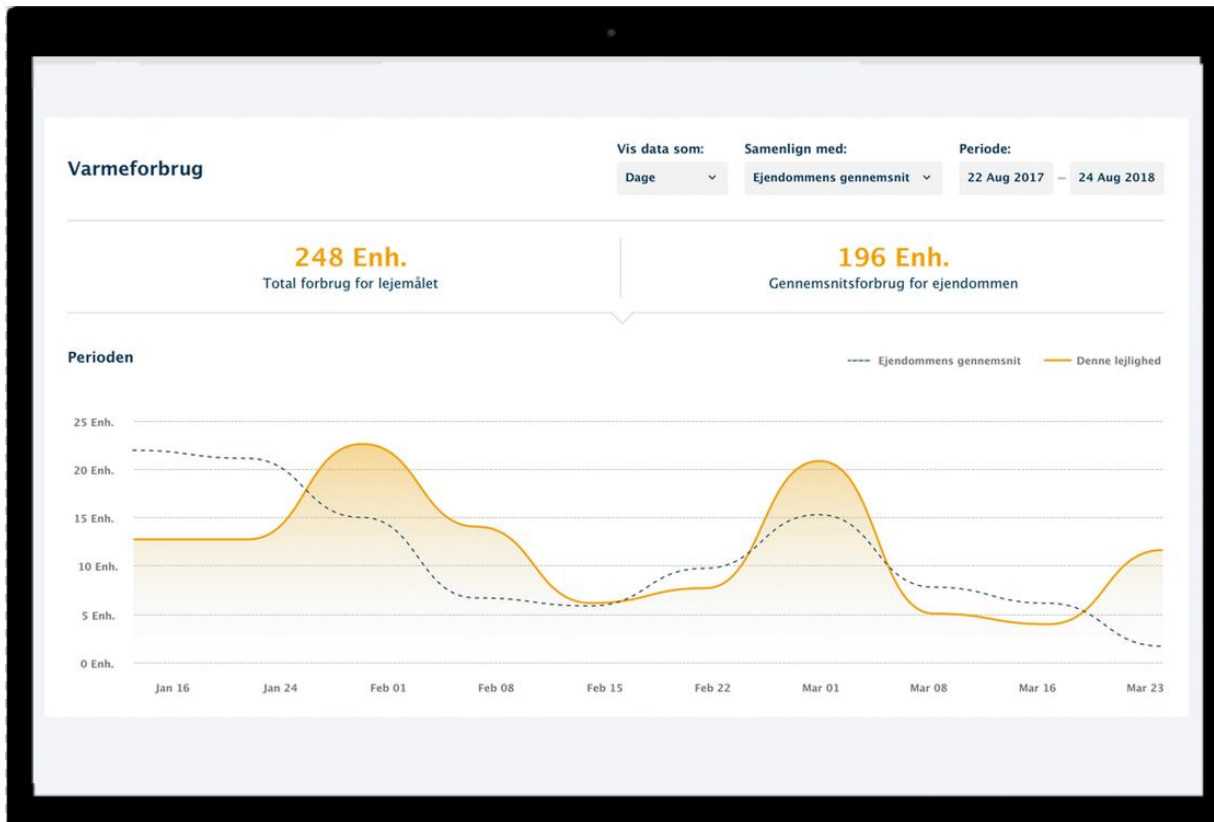 Varmeforbrug
Vis data som:
Dage
Samenlign med:
Ejendommens gennemsnit
Periode:
22 Aug 2017 – 24 Aug 2018
248 Enh.
Total forbrug for lejemålet
196 Enh.
Gennemsnitsforbrug for ejendommen
Perioden
Ejendommens gennemsnit
Denne lejlighed
25 Enh.
20 Enh.
15 Enh.
10 Enh.
5 Enh.
0 Enh.
Jan 16 Jan 24 Feb 01 Feb 08 Feb 15 Feb 22 Mar 01 Mar 08 Mar 16 Mar 23